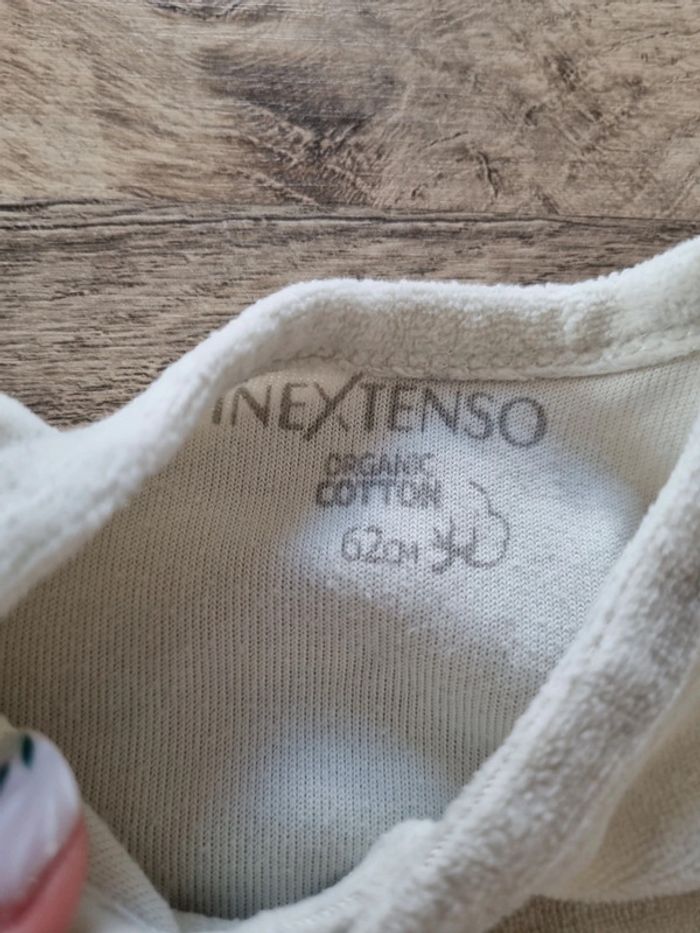 INEXTENSO
ORGANIC
COTTON
62CM